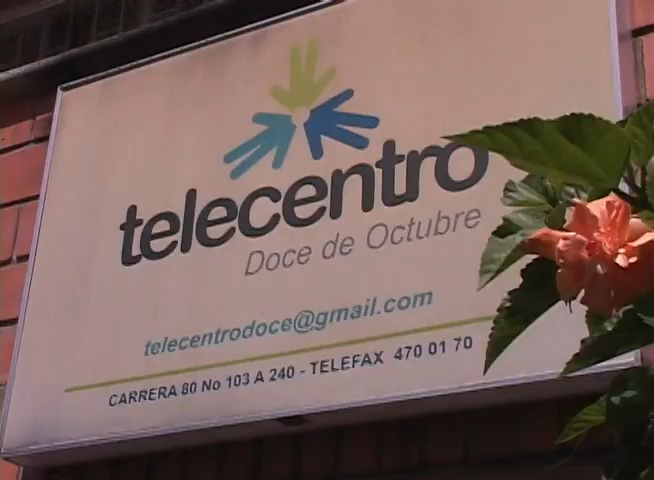 telecentro
Doce de Octubre
telecentrodoce@gmail.com
CARRERA 80 No 103 A 240 - TELEFAX 470 01 70